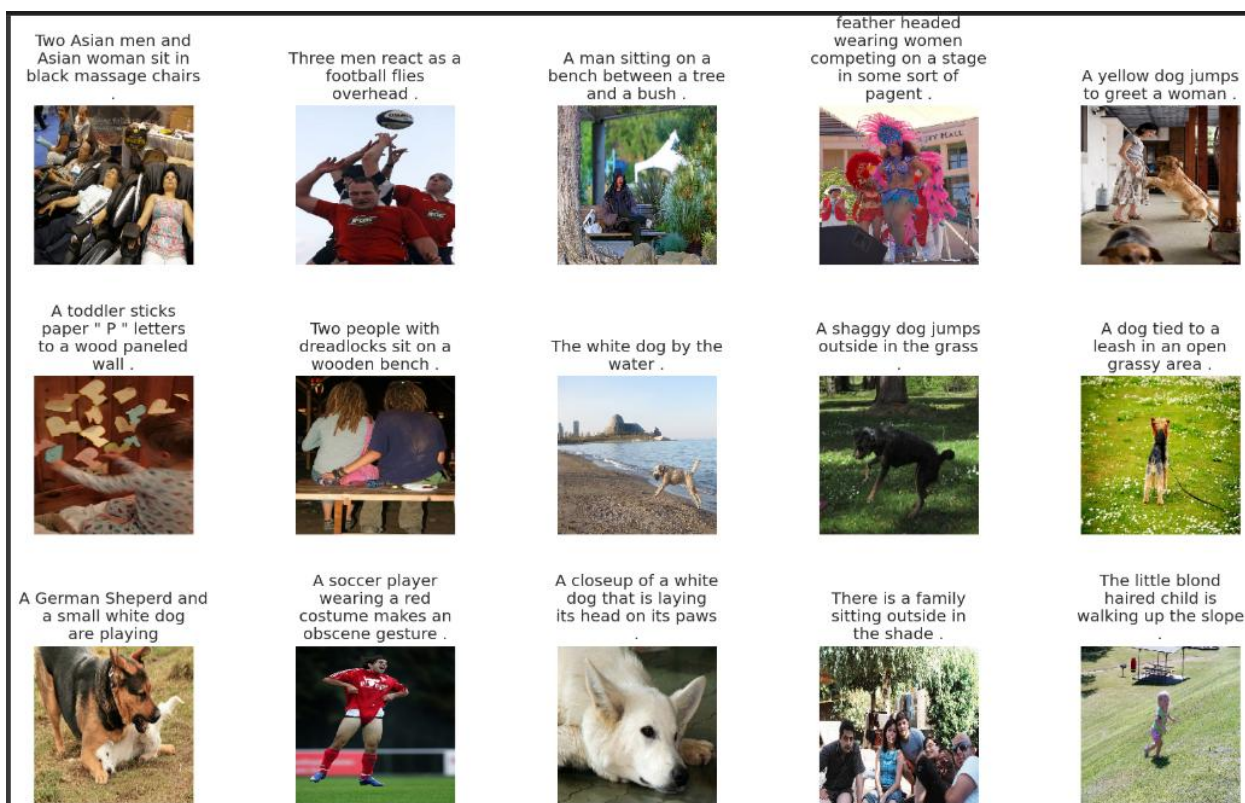 Two Asian men and
Asian woman sit in
black massage chairs
.
Three men react as a
football flies
overhead .
A man sitting on a
bench between a tree
and a bush .
feather headed
wearing women
competing on a stage
in some sort of
pagent .
A yellow dog jumps
to greet a woman .
A toddler sticks
paper " P " letters
to a wood paneled
wall .
Two people with
dreadlocks sit on a
wooden bench .
The white dog by the
water .
A shaggy dog jumps
outside in the grass
.
A dog tied to a
leash in an open
grassy area .
A German Sheperd and
a small white dog
are playing
A soccer player
wearing a red
costume makes an
obscene gesture .
A closeup of a white
dog that is laying
its head on its paws
.
There is a family
sitting outside in
the shade .
The little blond
haired child is
walking up the slope
.